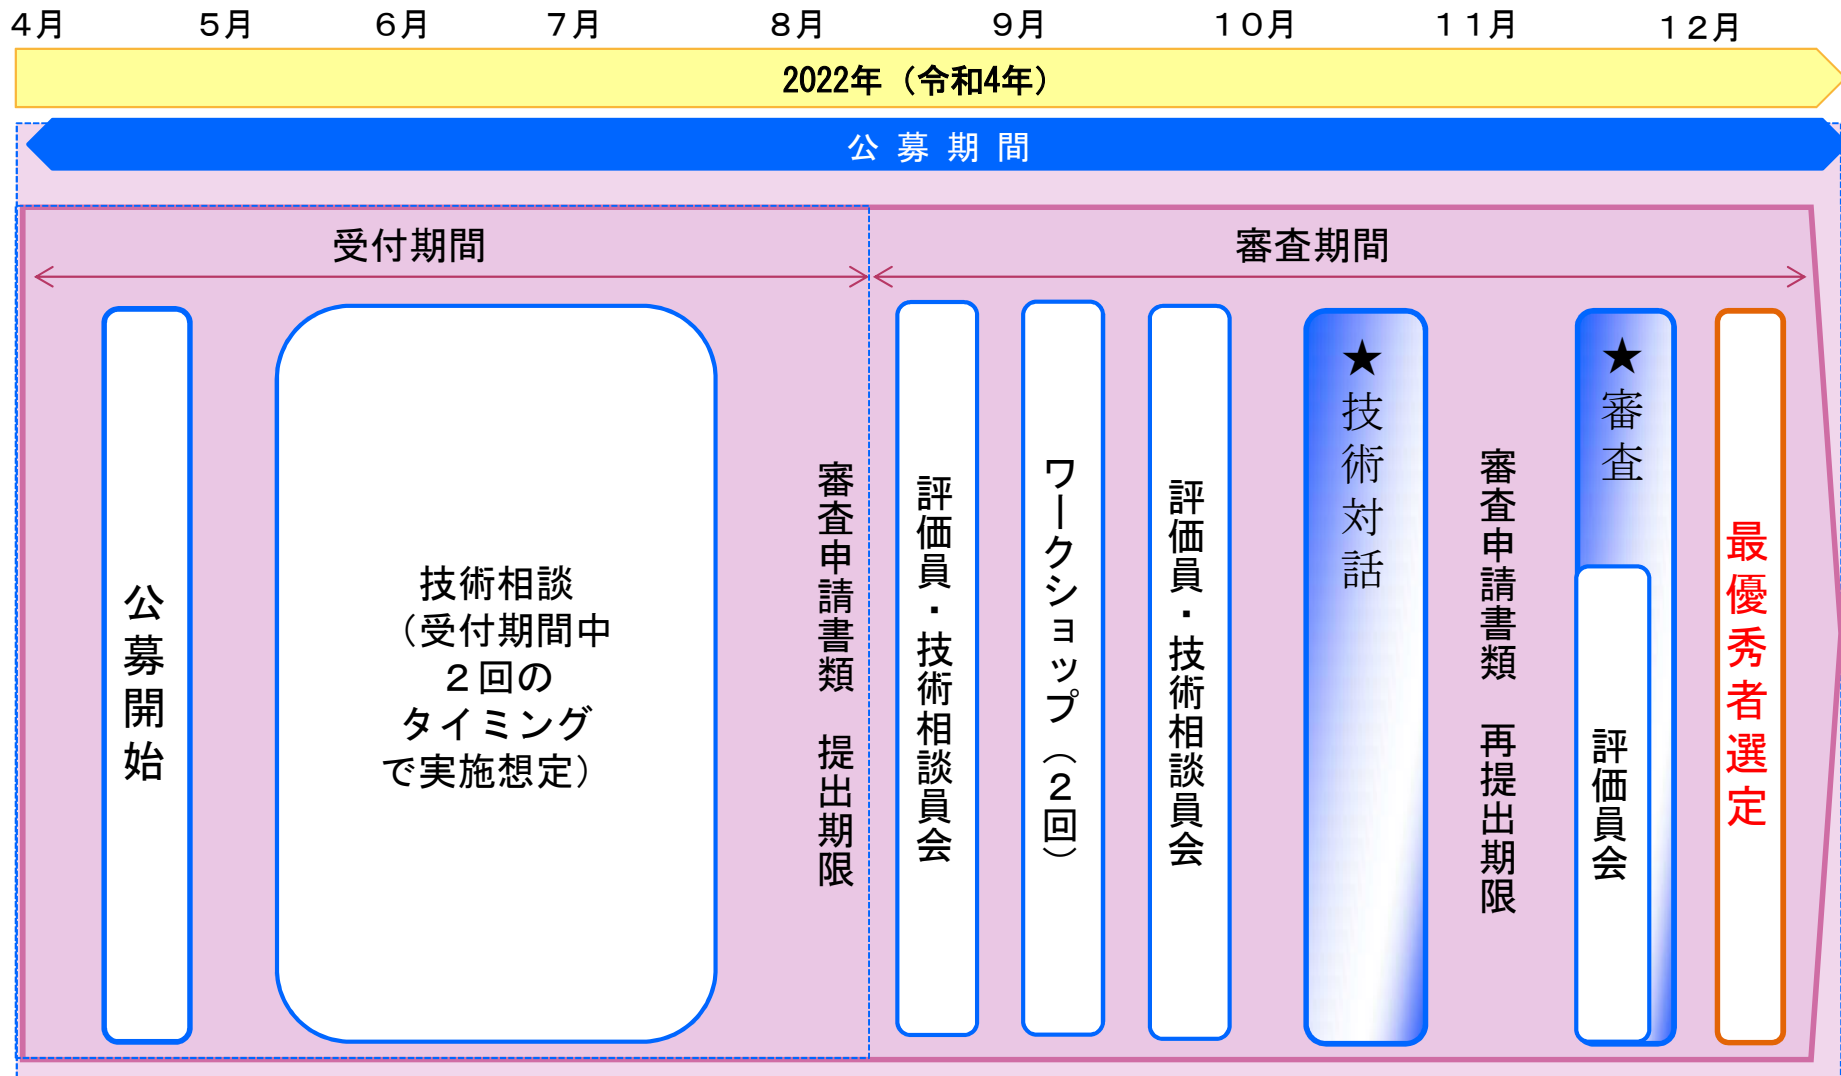 ４月 ５月 ６月 ７月 ８月 ９月 １０月 １１月 １２月
2022年（令和4年）
公募期間
受付期間
審査期間
公募開始
技術相談
（受付期間中
２回の
タイミング
で実施想定）
審査申請書類　提出期限
評価員・技術相談員会
ワークショップ（２回）
評価員・技術相談員会
★技術対話
審査申請書類　再提出期限
★審査
評価員会
最優秀者選定